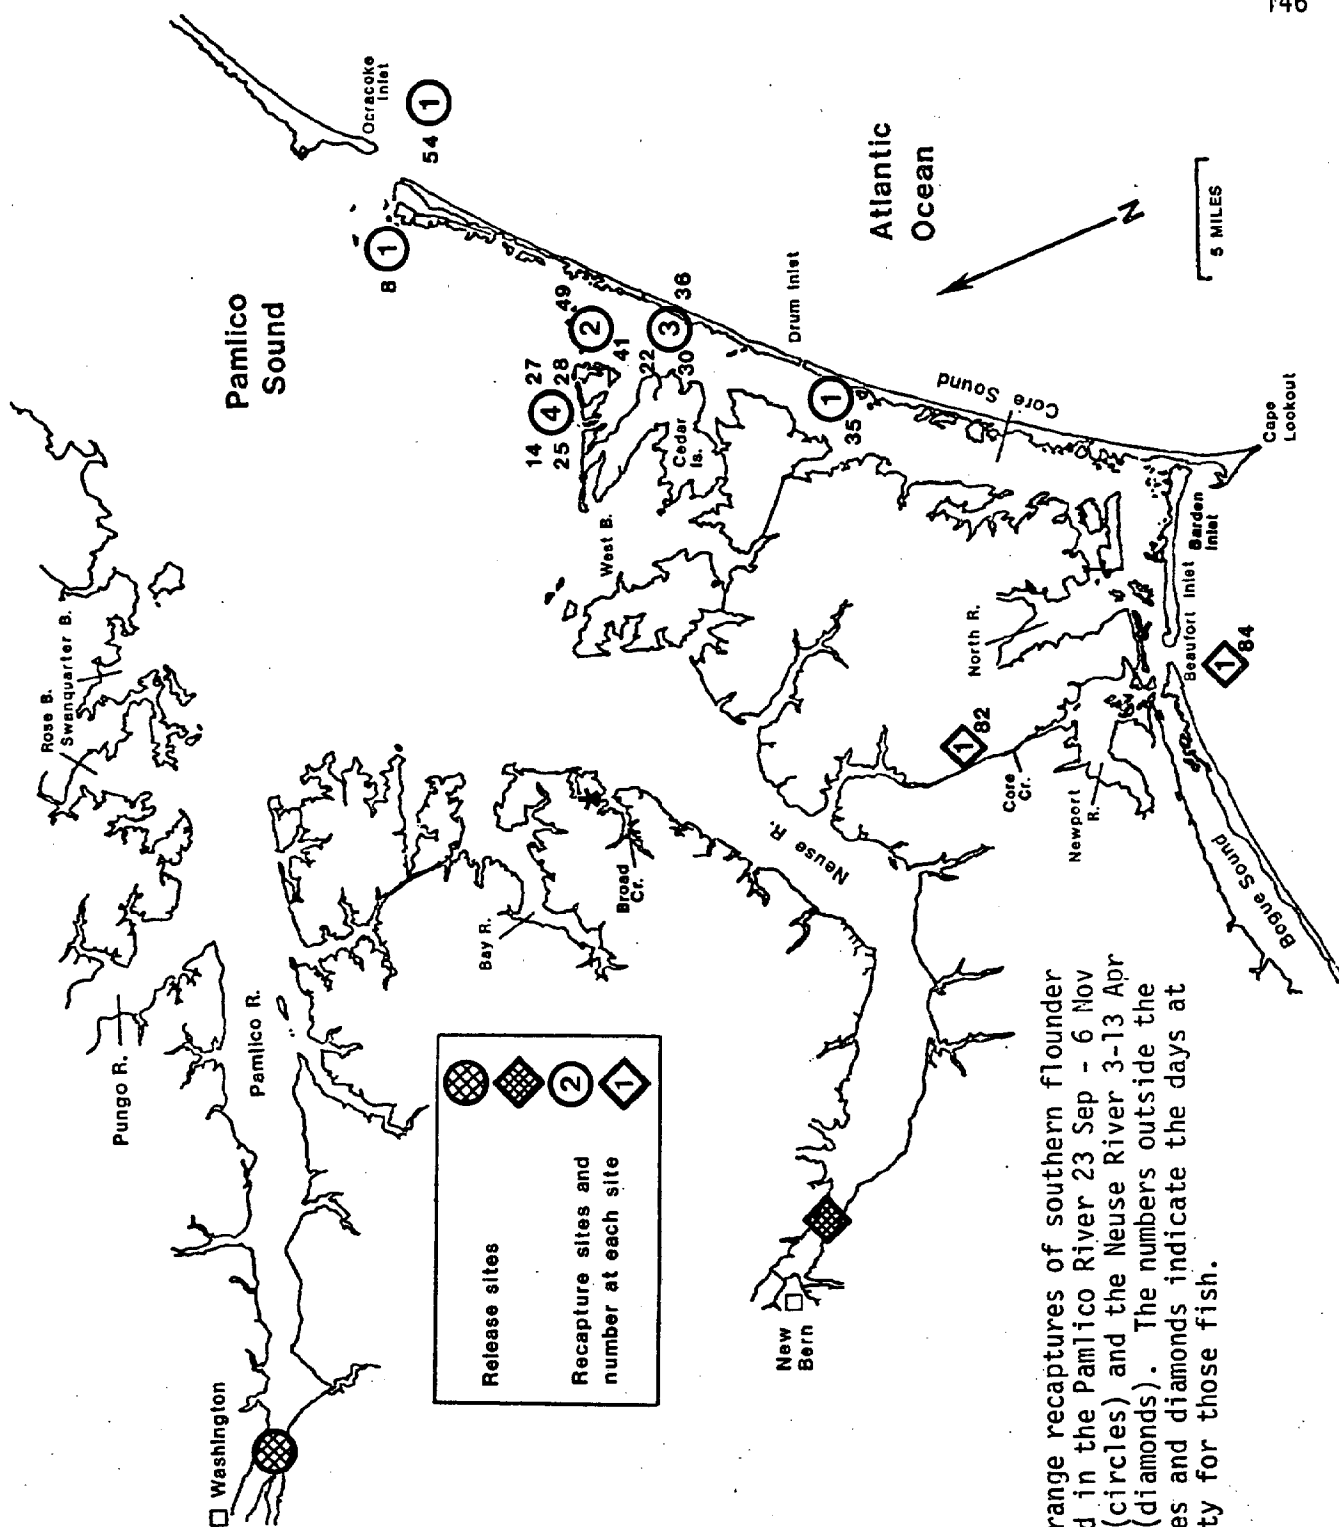 146
Ocracoke
Inlet
1
54
8
1
Pamlico
Sound
Atlantic
Ocean
N
5 MILES
49
2
27
28
4
14
25
41
22
3
36
30
Drum Inlet
1
35
Core Sound
Cedar
Is.
West B.
Cape
Lookout
Barden
Inlet
Beaufort Inlet
1
84
North R.
1
82
Core
Cr.
Newport
R.
Bogue Sound
Rose B.
Swanquarter B.
Neuse R.
Broad
Cr.
Bay R.
Pungo R.
Pamlico R.
Washington
New
Bern
Release sites
Recapture sites and
number at each site
2
1
range recaptures of southern flounder
d in the Pamlico River 23 Sep - 6 Nov
(circles) and the Neuse River 3-13 Apr
(diamonds). The numbers outside the
es and diamonds indicate the days at
ty for those fish.